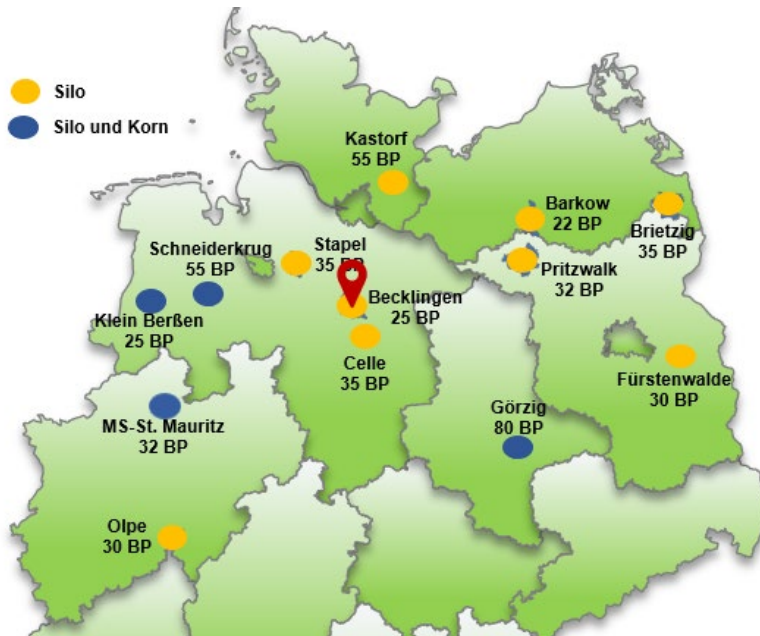 Silo
Silo und Korn
Kastorf
55 BP
Barkow
22 BP
Brietzig
35 BP
Schneiderkrug
55 BP
Stapel
35 BP
Pritzwalk
32 BP
Klein Berßen
25 BP
Becklingen
25 BP
Celle
35 BP
Fürstenwalde
30 BP
MS-St. Mauritz
32 BP
Görzig
80 BP
Olpe
30 BP